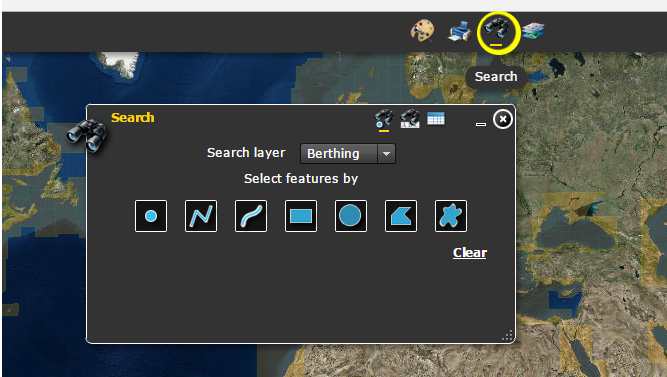 Search
Search
Search layer Berthing
Select features by
Clear